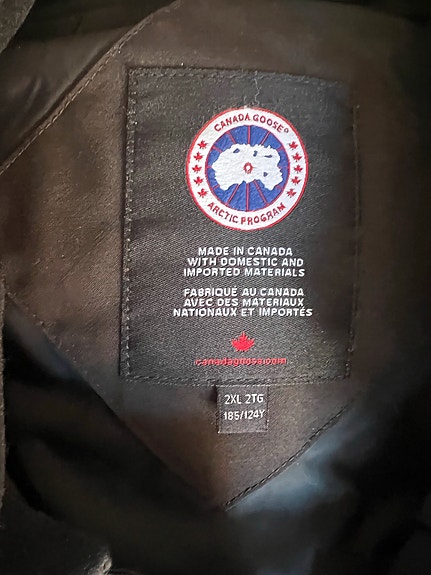 CANADA GOOSE®
ARCTIC PROGRAM
MADE IN CANADA
WITH DOMESTIC AND
IMPORTED MATERIALS
FABRIQUÉ AU CANADA
AVEC DES MATERIAUX
NATIONAUX ET IMPORTÉS
canadagoose.com
2XL 2TG
185/124Y